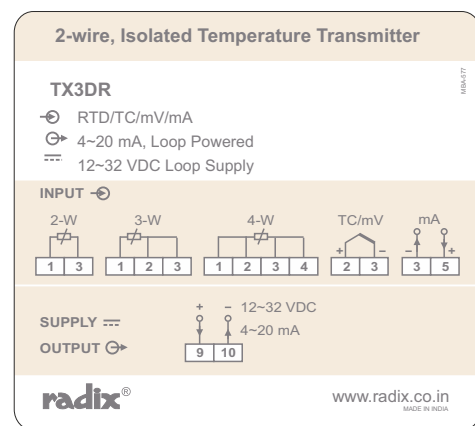 2-wire, Isolated Temperature Transmitter
MBA-577
TX3DR
RTD/TC/mV/mA
4~20 mA, Loop Powered
12~32 VDC Loop Supply
INPUT
2-W 3-W 4-W TC/mV mA
+ − − +
1 3 1 2 3 1 2 3 4 2 3 3 5
+ − 12~32 VDC
SUPPLY
4~20 mA
OUTPUT
9 10
radix®
www.radix.co.in
MADE IN INDIA